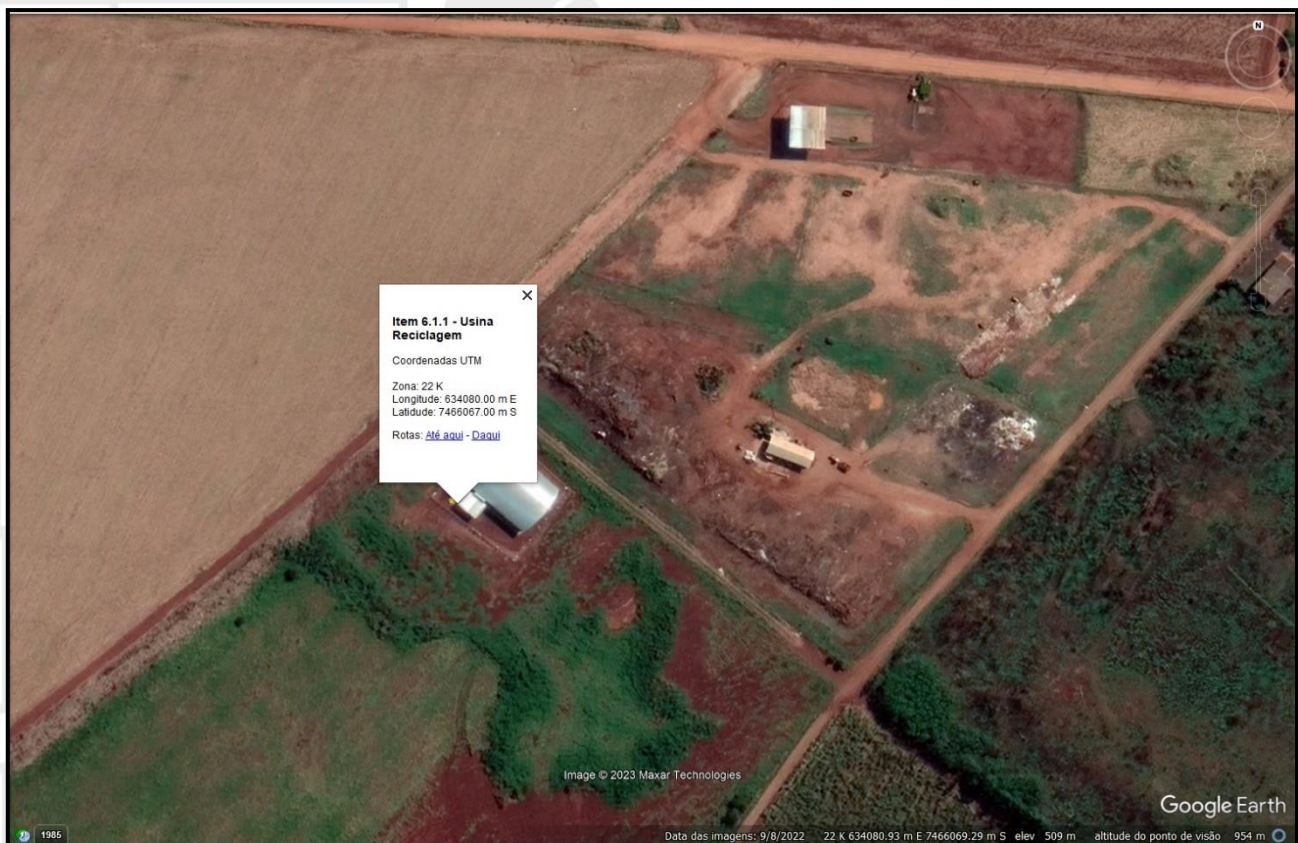 N
×
Item 6.1.1 - Usina
Reciclagem
Coordenadas UTM
Zona: 22 K
Longitude: 634080.00 m E
Latidude: 7466067.00 m S
Rotas: Até aqui - Daqui
Image © 2023 Maxar Technologies
Google Earth
1985
Data das imagens: 9/8/2022 22 K 634080.93 m E 7466069.29 m S elev 509 m altitude do ponto de visão 954 m